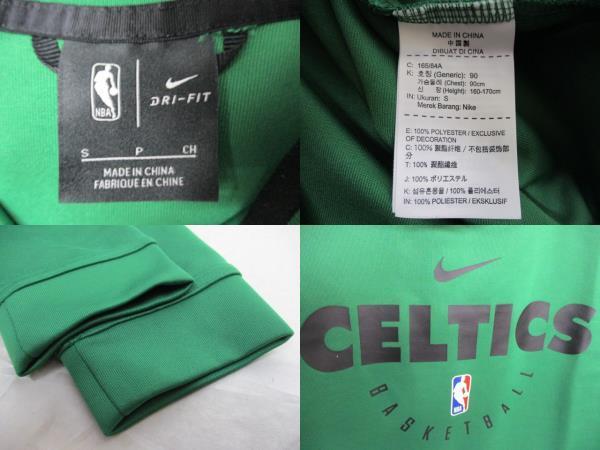 NBA
DRI-FIT
S P CH
MADE IN CHINA
FABRIQUÉ EN CHINE
MADE IN CHINA
中国製
DIBUAT DI CINA
C: 165/84A
K: 호칭 (Generic): 90
가슴둘레 (Chest): 90cm
신 장 (Height): 160-170cm
IN: Ukuran: S
Merek Barang: Nike
E: 100% POLYESTER / EXCLUSIVE
OF DECORATION
C: 100% 聚酯纤维 / 不包括装饰部
分
T: 100% 聚酯纖維
J: 100% ポリエステル
K: 섬유혼용율 / 100% 폴리에스터
IN: 100% POLIESTER / EKSKLUSIF
CELTICS
BASKETBALL
NBA